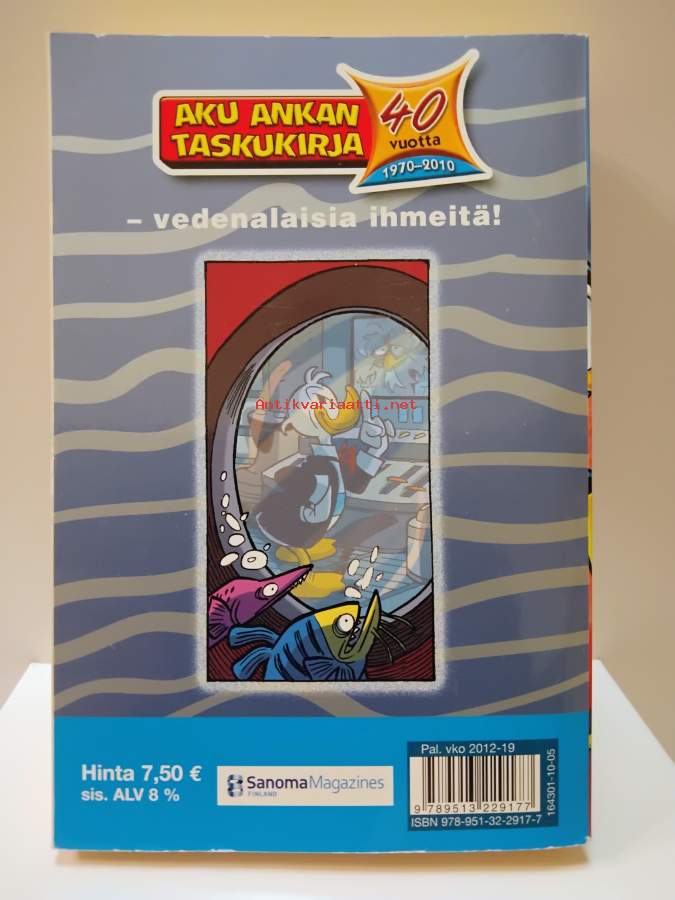 AKU ANKAN
TASKUKIRJA
40
vuotta
1970–2010
– vedenalaisia ihmeitä!
Antikvariaatti.net
Hinta 7,50 €
sis. ALV 8 %
SanomaMagazines
FINLAND
Pal. vko 2012-19
9 789513 229177
ISBN 978-951-32-2917-7
164301-10-05